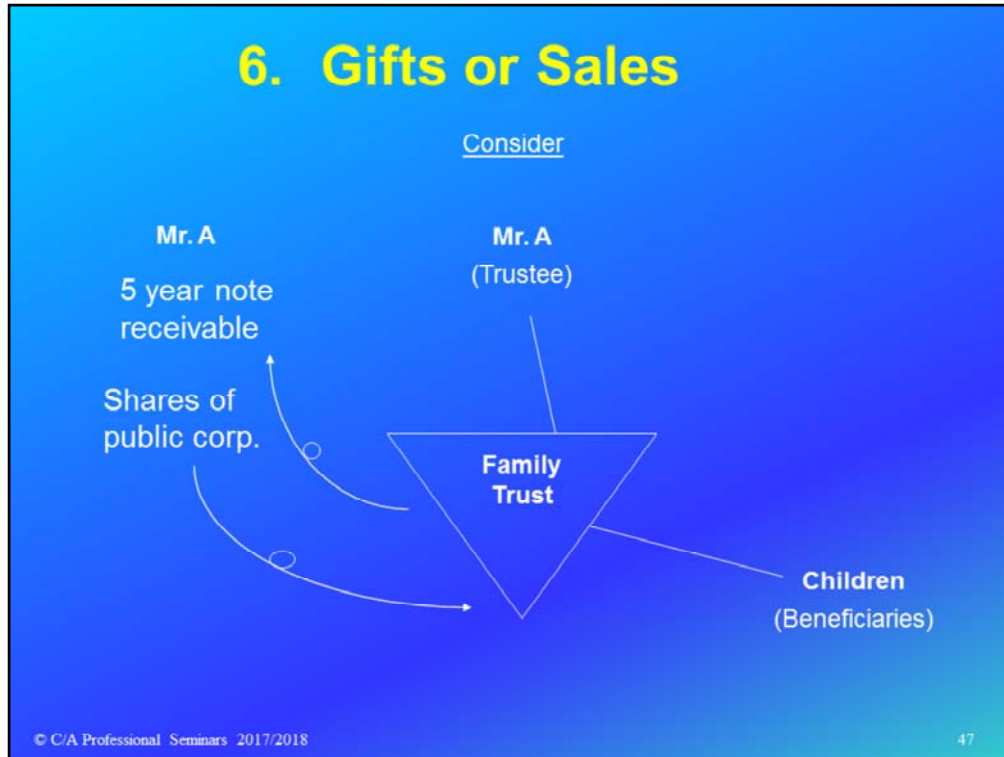 6. Gifts or Sales
Consider
Mr. A
5 year note
receivable
Shares of
public corp.
Mr. A
(Trustee)
Family
Trust
Children
(Beneficiaries)
© C/A Professional Seminars 2017/2018
47